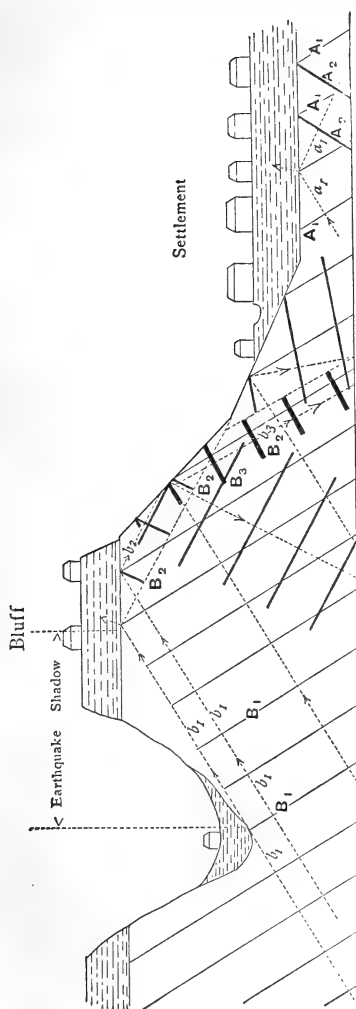 Bluff
< Earthquake Shadow >
Settlement
b₁
B₁
b₁
b₁
b₁
b₁
B₁
b₂
B₂
B₂
B₃
b₃
B₂
A₁
a₁
a₁
A₂
A₁
A₂
A₁